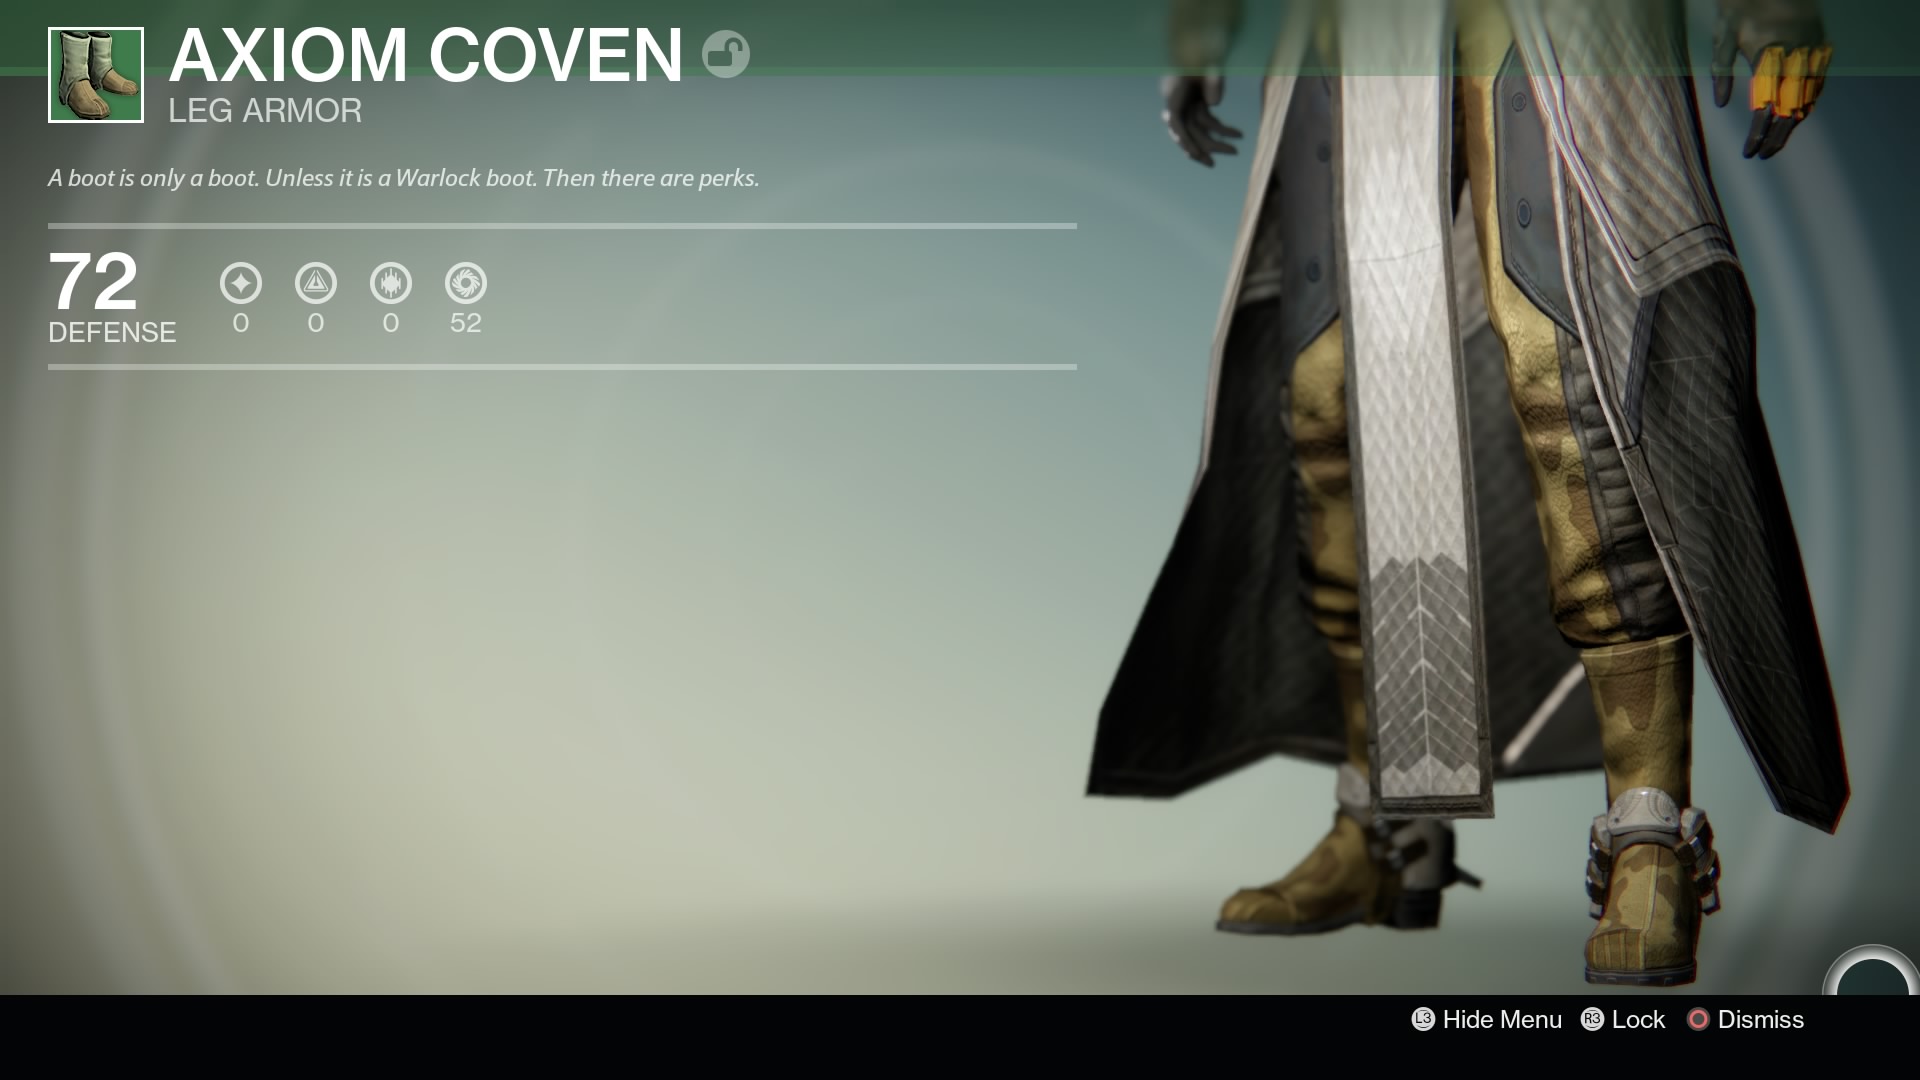 AXIOM COVEN
LEG ARMOR
A boot is only a boot. Unless it is a Warlock boot. Then there are perks.
72
DEFENSE
0 0 0 52
L3 Hide Menu R3 Lock Dismiss